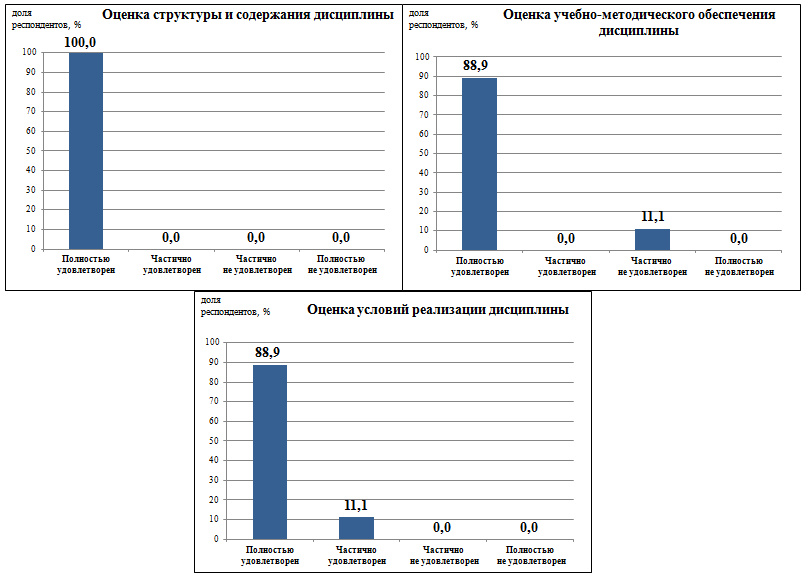 доля
респондентов, %
Оценка структуры и содержания дисциплины
100,0
100
90
80
70
60
50
40
30
20
10
0
0,0
0,0
0,0
Полностью
удовлетворен
Частично
удовлетворен
Частично
не удовлетворен
Полностью
не удовлетворен
доля
респондентов, %
Оценка учебно-методического обеспечения
дисциплины
88,9
100
90
80
70
60
50
40
30
20
10
0
0,0
11,1
0,0
Полностью
удовлетворен
Частично
удовлетворен
Частично
не удовлетворен
Полностью
не удовлетворен
доля
респондентов, %
Оценка условий реализации дисциплины
100
90
80
70
60
50
40
30
20
10
0
88,9
11,1
0,0
0,0
Полностью
удовлетворен
Частично
удовлетворен
Частично
не удовлетворен
Полностью
не удовлетворен